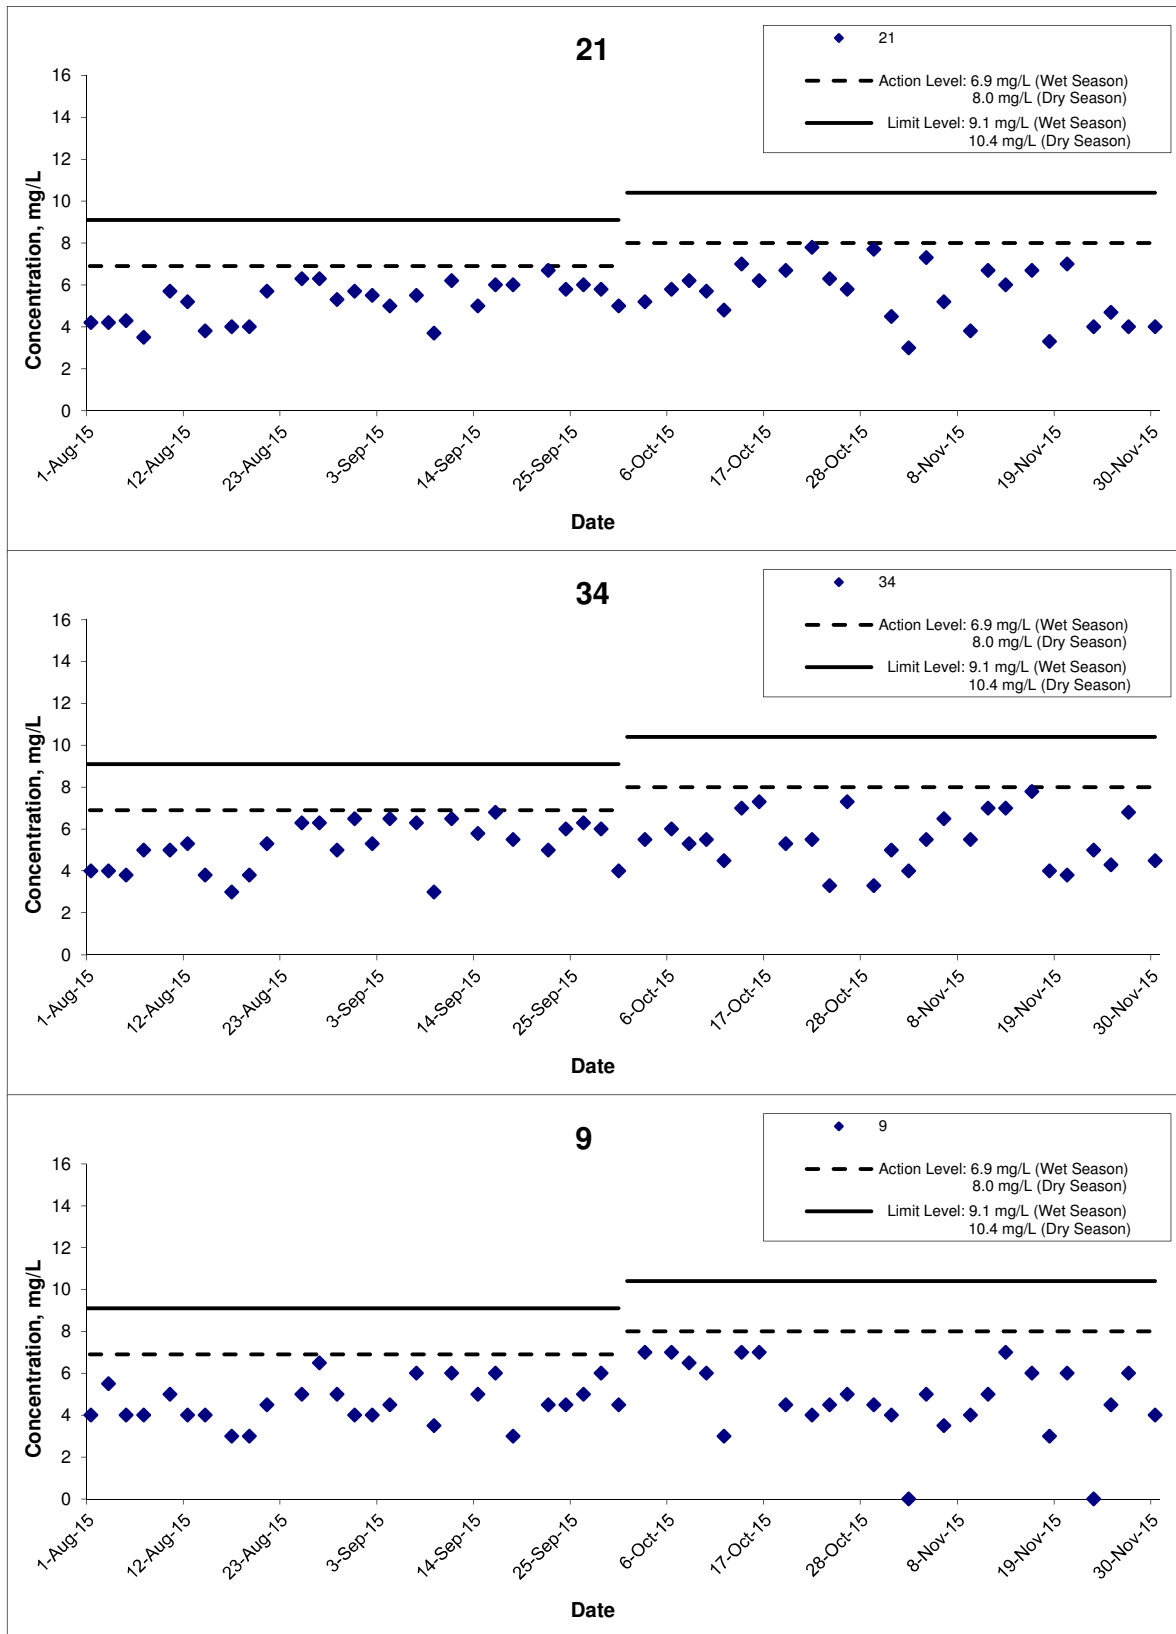 21
21
Action Level: 6.9 mg/L (Wet Season)
8.0 mg/L (Dry Season)
Limit Level: 9.1 mg/L (Wet Season)
10.4 mg/L (Dry Season)
Concentration, mg/L
16
14
12
10
8
6
4
2
0
1-Aug-15
12-Aug-15
23-Aug-15
3-Sep-15
14-Sep-15
25-Sep-15
6-Oct-15
17-Oct-15
28-Oct-15
8-Nov-15
19-Nov-15
30-Nov-15
Date
34
34
Action Level: 6.9 mg/L (Wet Season)
8.0 mg/L (Dry Season)
Limit Level: 9.1 mg/L (Wet Season)
10.4 mg/L (Dry Season)
Concentration, mg/L
16
14
12
10
8
6
4
2
0
1-Aug-15
12-Aug-15
23-Aug-15
3-Sep-15
14-Sep-15
25-Sep-15
6-Oct-15
17-Oct-15
28-Oct-15
8-Nov-15
19-Nov-15
30-Nov-15
Date
9
9
Action Level: 6.9 mg/L (Wet Season)
8.0 mg/L (Dry Season)
Limit Level: 9.1 mg/L (Wet Season)
10.4 mg/L (Dry Season)
Concentration, mg/L
16
14
12
10
8
6
4
2
0
1-Aug-15
12-Aug-15
23-Aug-15
3-Sep-15
14-Sep-15
25-Sep-15
6-Oct-15
17-Oct-15
28-Oct-15
8-Nov-15
19-Nov-15
30-Nov-15
Date